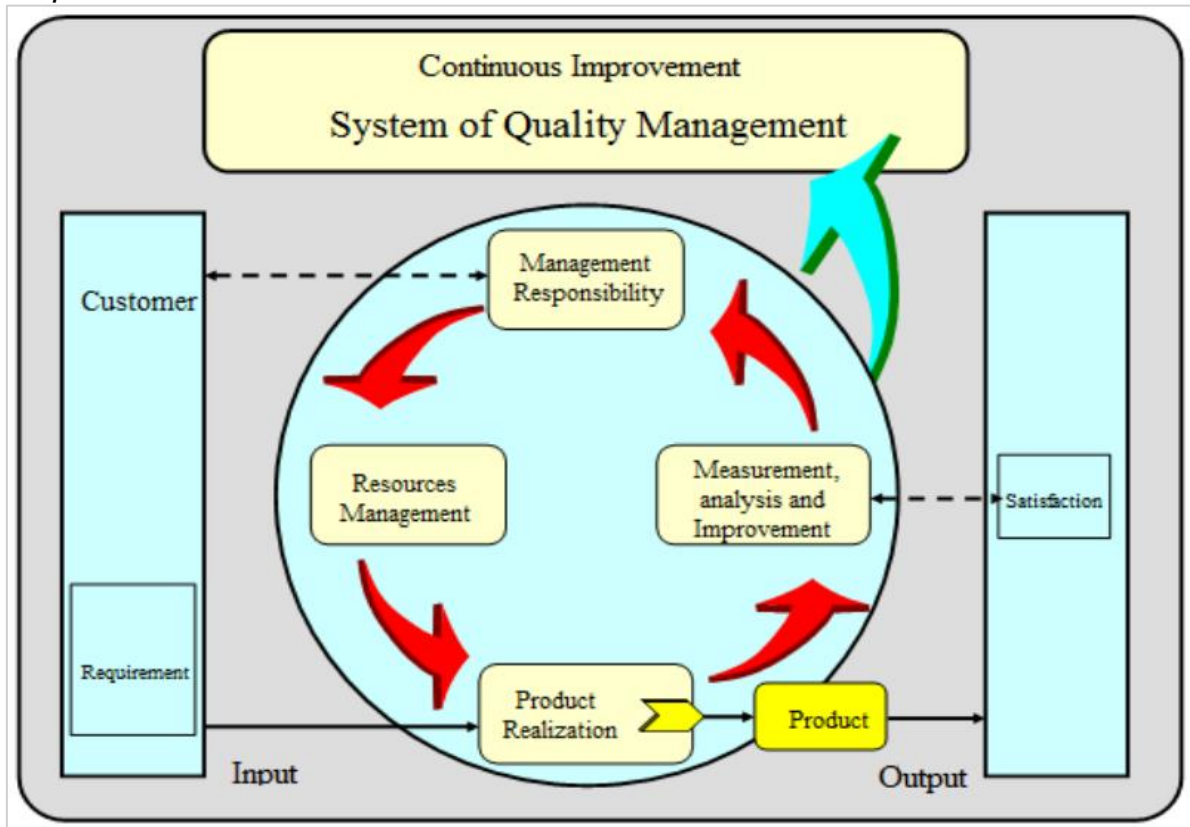 Continuous Improvement
System of Quality Management
Customer
Management
Responsibility
Resources
Management
Measurement,
analysis and
Improvement
Satisfaction
Requirement
Product
Realization
Product
Input
Output